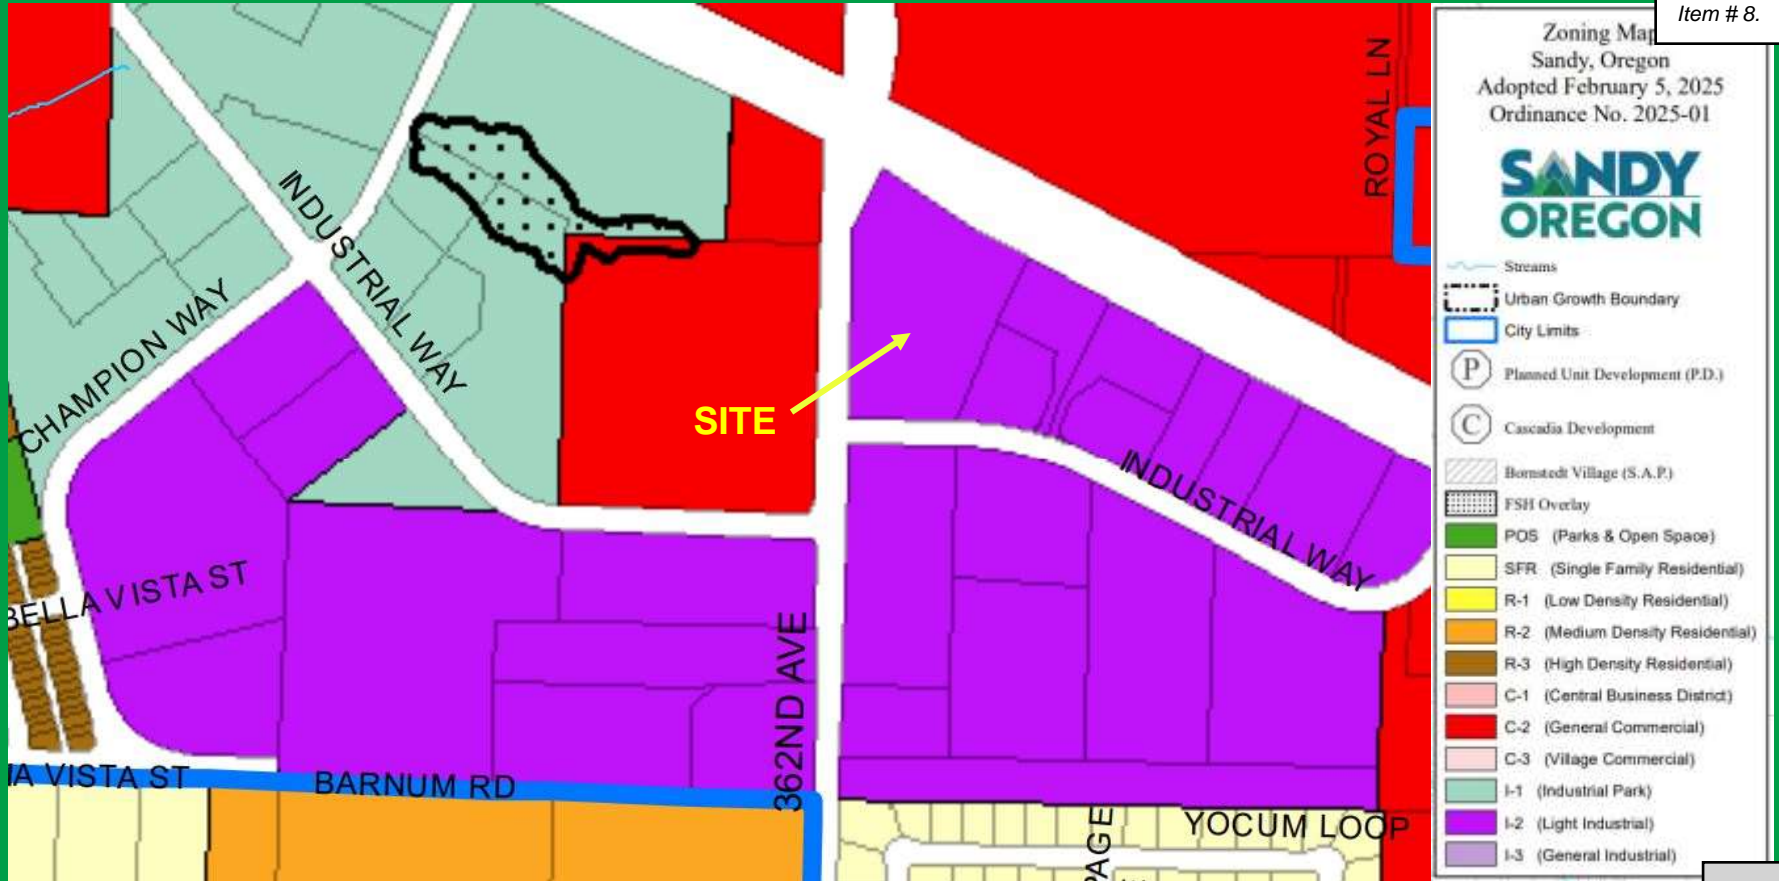 Item # 8.
Zoning Map
Sandy, Oregon
Adopted February 5, 2025
Ordinance No. 2025-01
SANDY
OREGON
Streams
Urban Growth Boundary
City Limits
P
Planned Unit Development (P.D.)
C
Cascadia Development
Bornstedt Village (S.A.P.)
FSH Overlay
POS (Parks & Open Space)
SFR (Single Family Residential)
R-1 (Low Density Residential)
R-2 (Medium Density Residential)
R-3 (High Density Residential)
C-1 (Central Business District)
C-2 (General Commercial)
C-3 (Village Commercial)
I-1 (Industrial Park)
I-2 (Light Industrial)
I-3 (General Industrial)
ROYAL LN
INDUSTRIAL WAY
CHAMPION WAY
SITE
INDUSTRIAL WAY
BELLA VISTA ST
362ND AVE
IA VISTA ST
BARNUM RD
YOCUM LOOP
PAGE